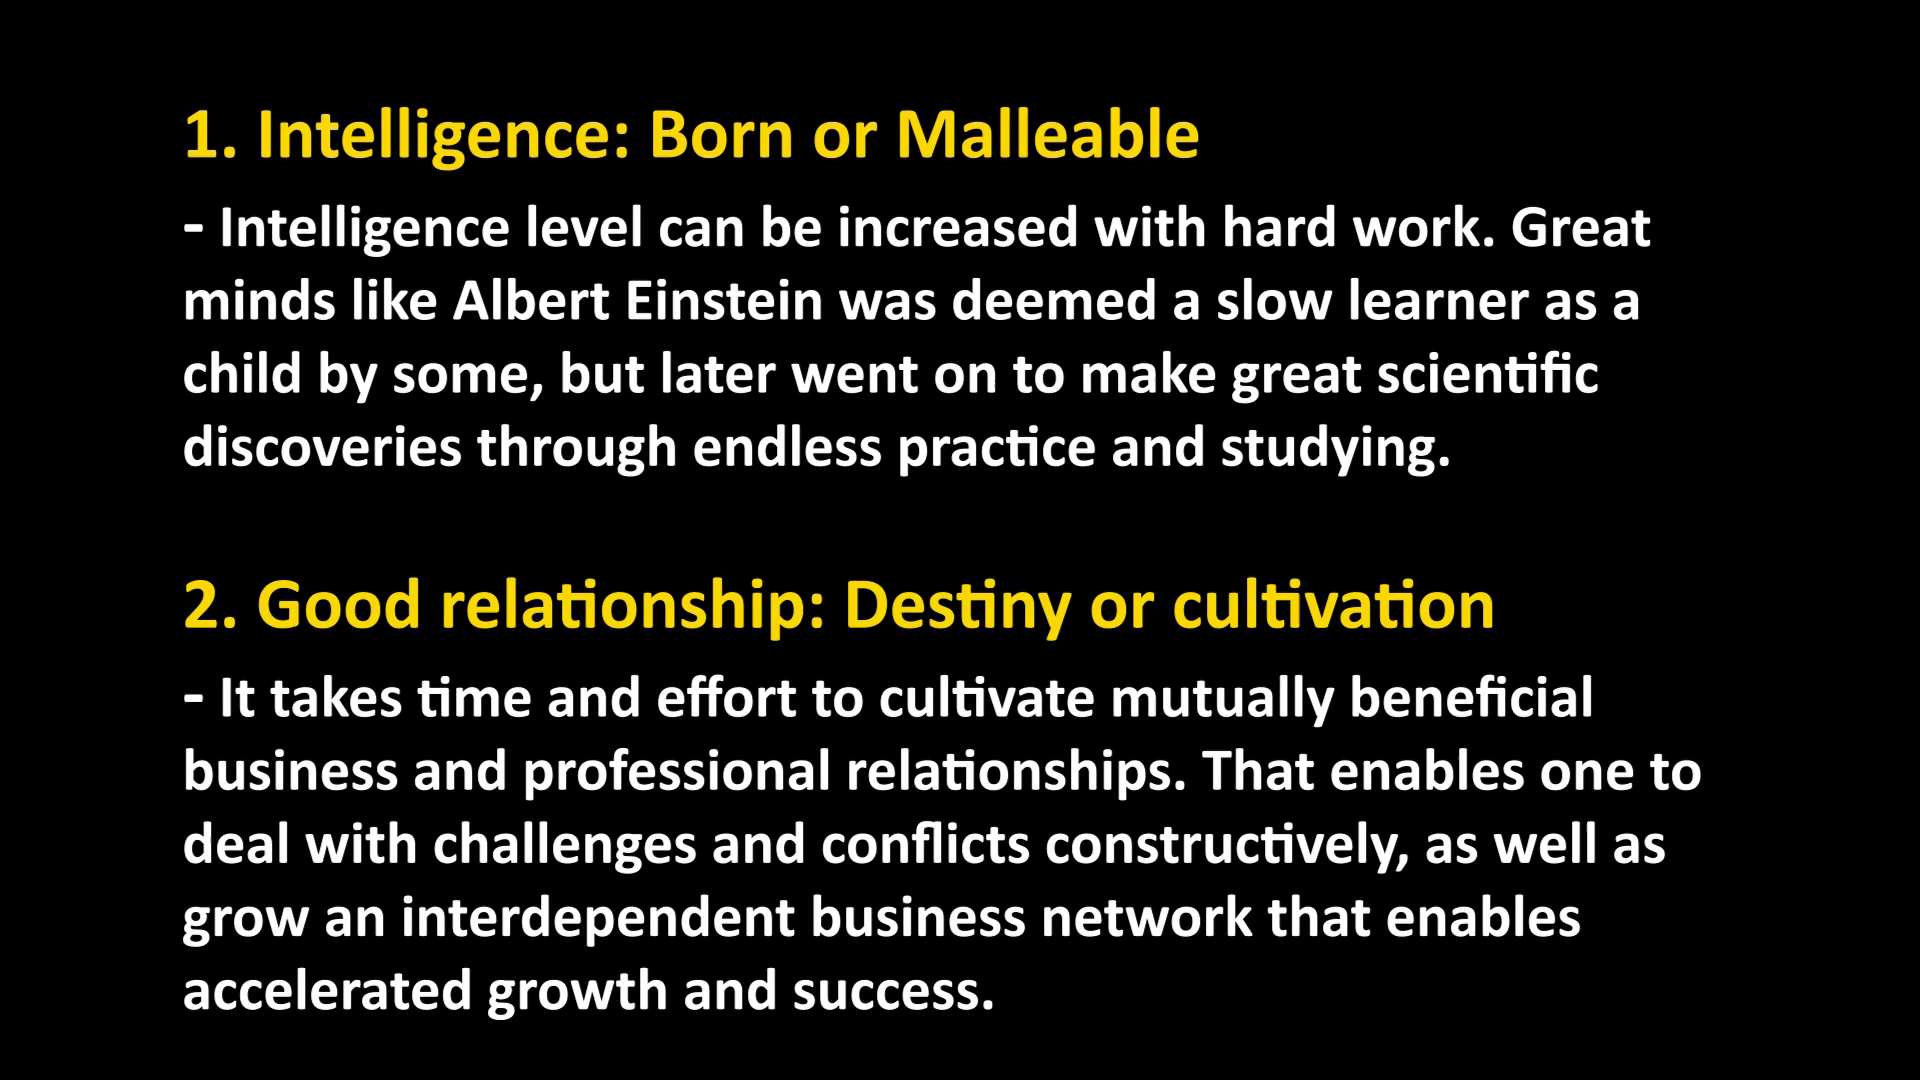 1. Intelligence: Born or Malleable
- Intelligence level can be increased with hard work. Great
minds like Albert Einstein was deemed a slow learner as a
child by some, but later went on to make great scientific
discoveries through endless practice and studying.
2. Good relationship: Destiny or cultivation
- It takes time and effort to cultivate mutually beneficial
business and professional relationships. That enables one to
deal with challenges and conflicts constructively, as well as
grow an interdependent business network that enables
accelerated growth and success.